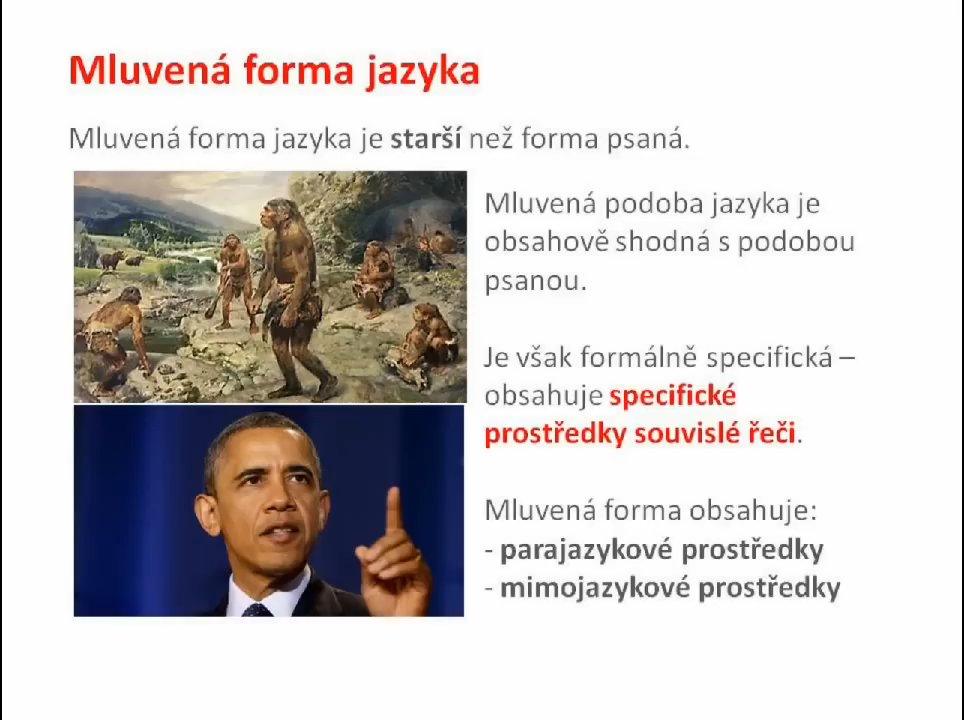 Mluvená forma jazyka
Mluvená forma jazyka je starší než forma psaná.
Mluvená podoba jazyka je
obsahově shodná s podobou
psanou.
Je však formálně specifická –
obsahuje specifické
prostředky souvislé řeči.
Mluvená forma obsahuje:
- parajazykové prostředky
- mimojazykové prostředky